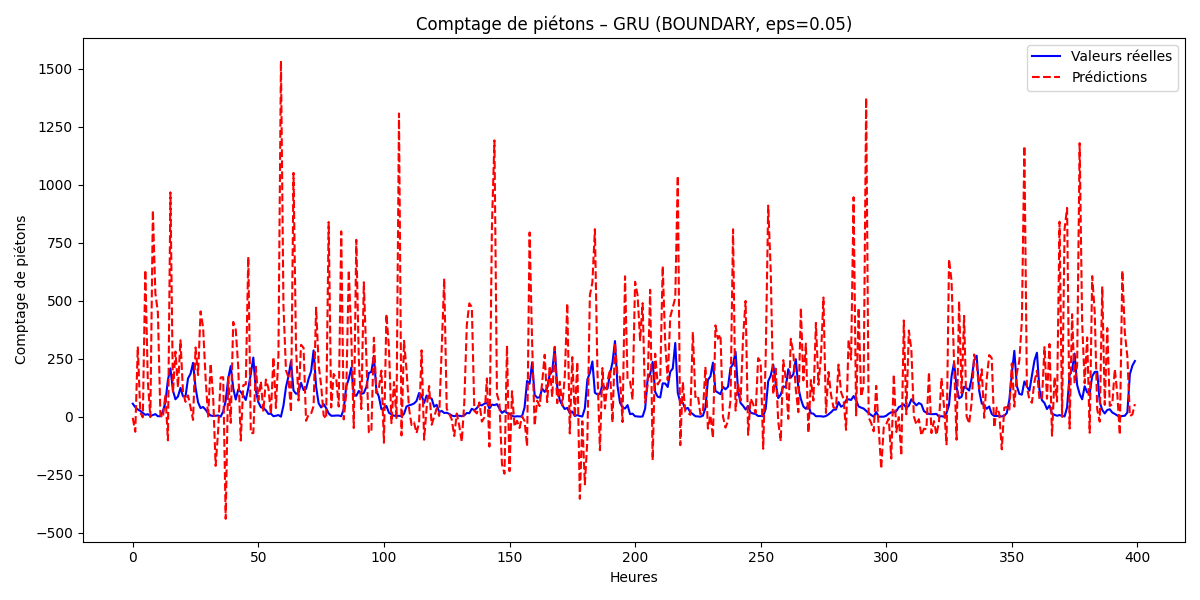 Comptage de piétons – GRU (BOUNDARY, eps=0.05)
Valeurs réelles
Prédictions
Comptage de piétons
1500
1250
1000
750
500
250
0
−250
−500
0 50 100 150 200 250 300 350 400
Heures